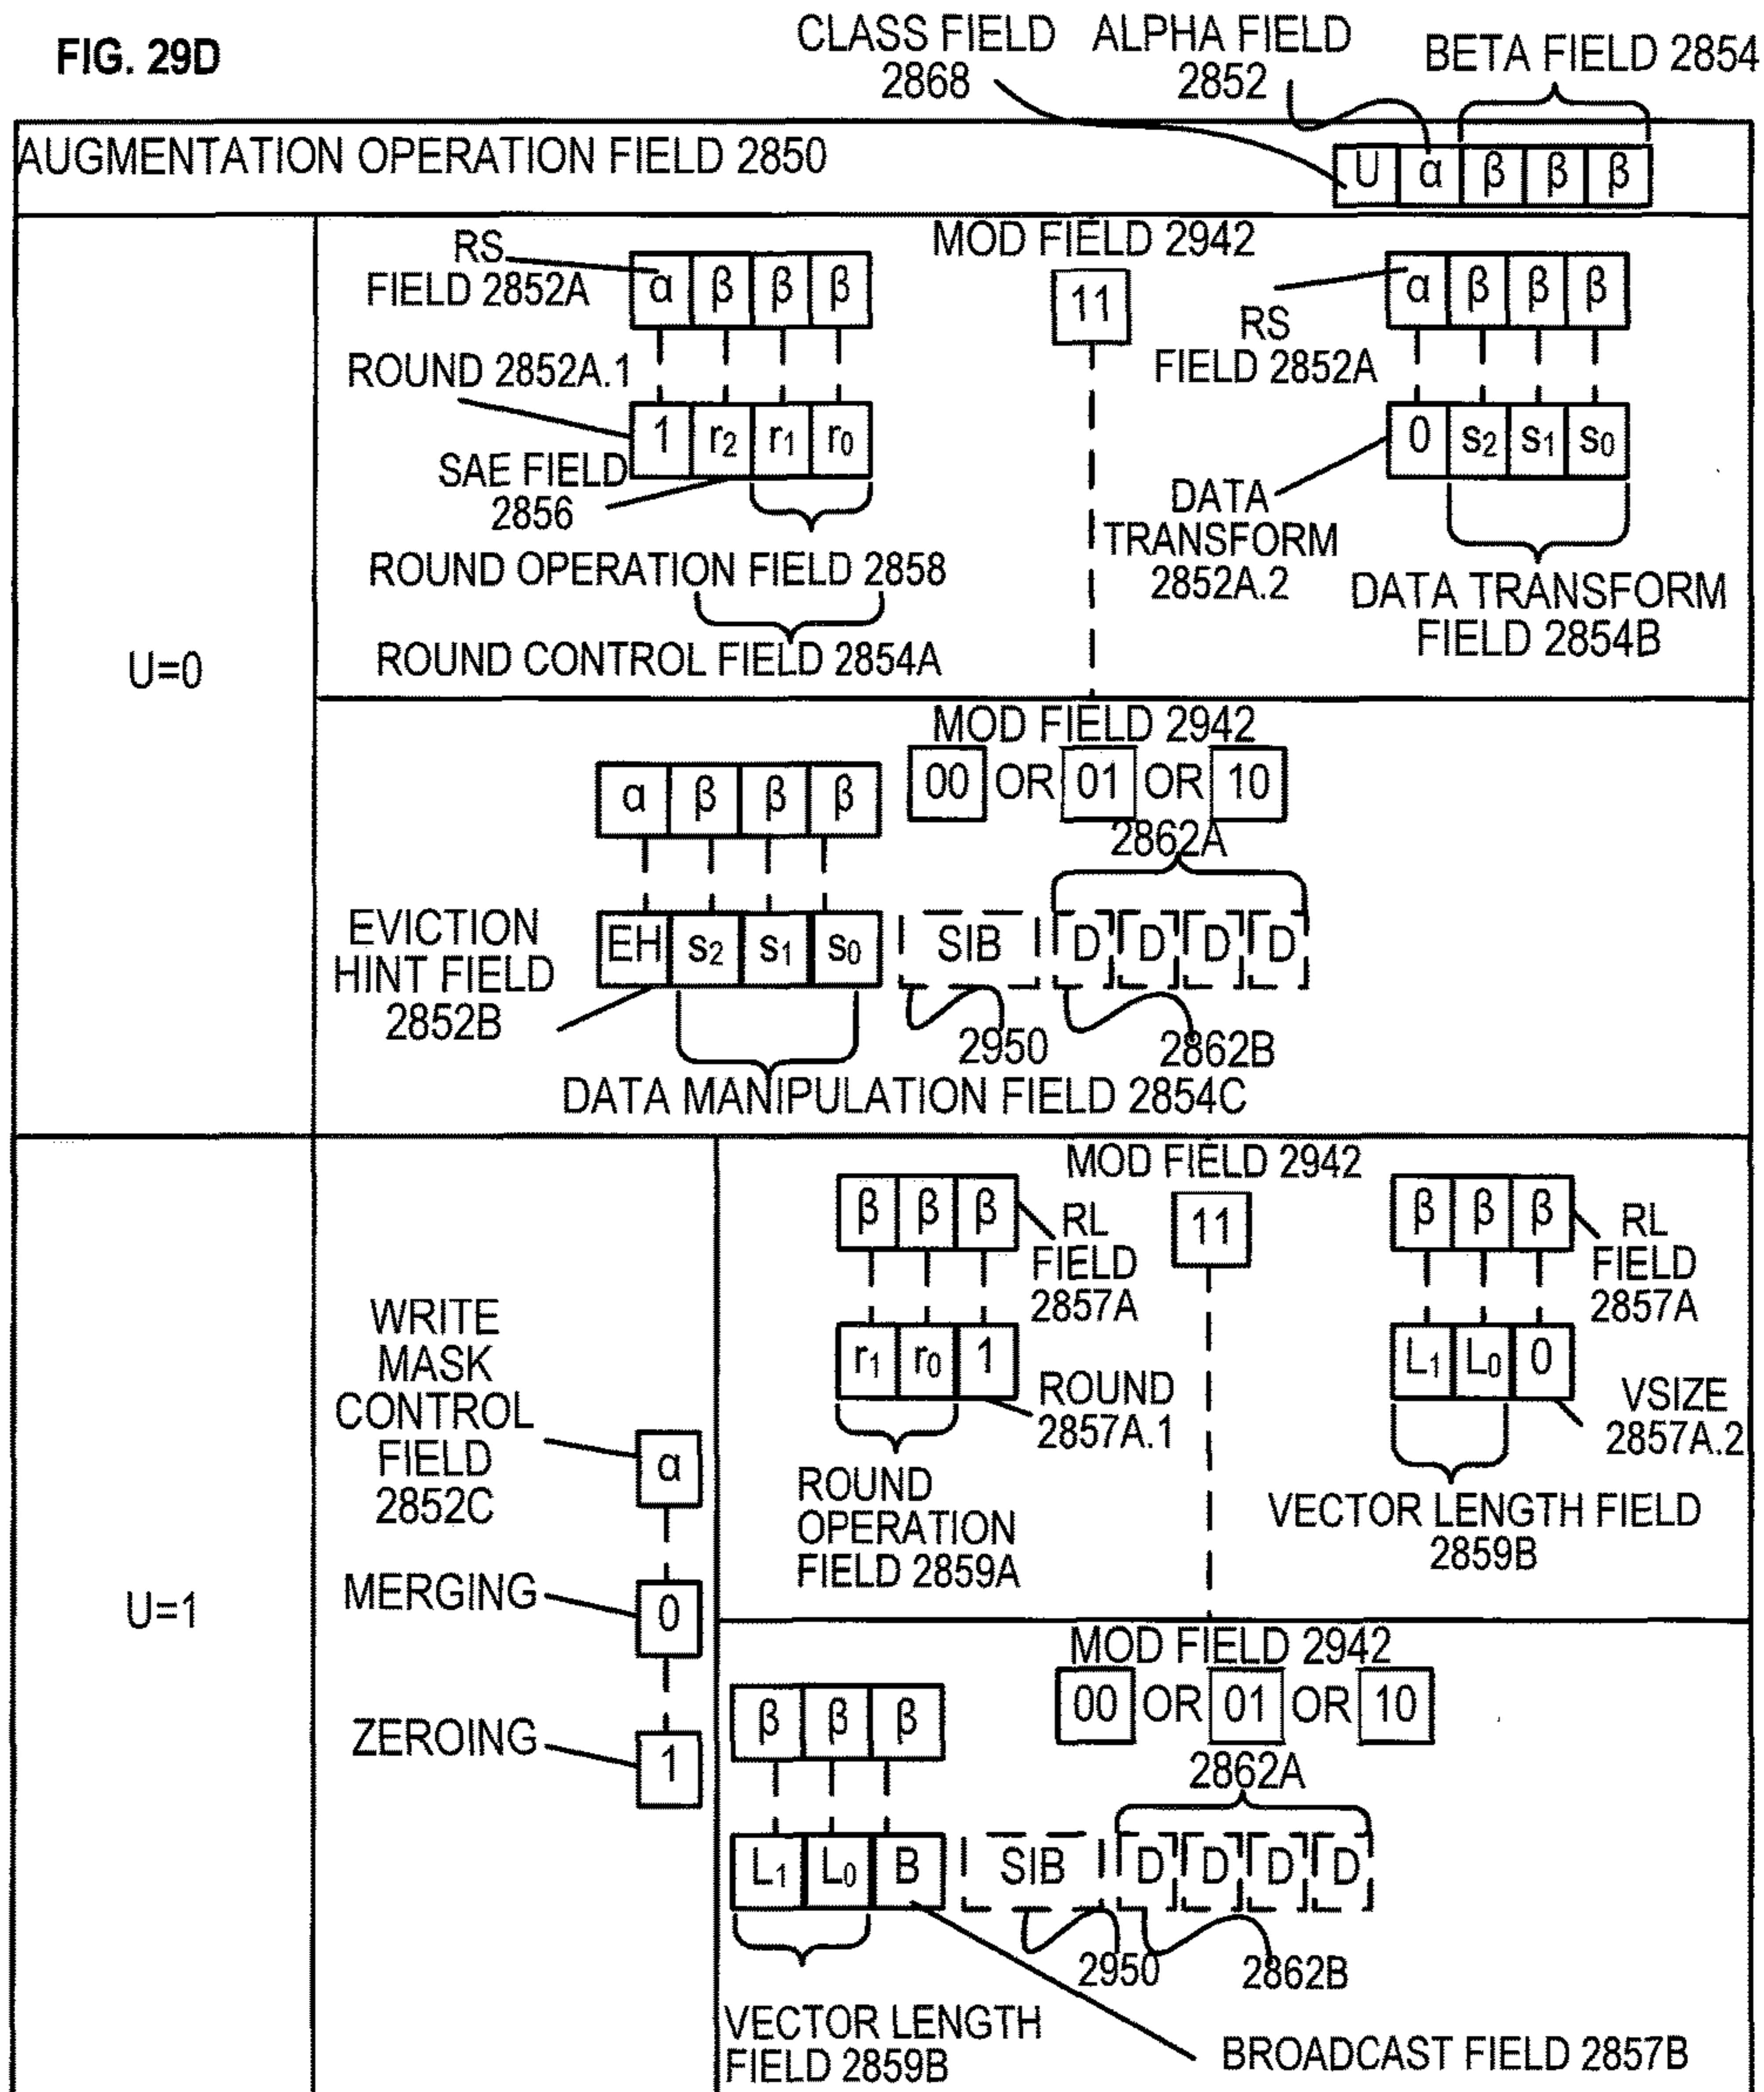 FIG. 29D
CLASS FIELD
2868
ALPHA FIELD
2852
BETA FIELD 2854
AUGMENTATION OPERATION FIELD 2850
U α β β β
U=0
MOD FIELD 2942
11
RS
FIELD 2852A
α β β β
ROUND 2852A.1
1 r2 r1 r0
SAE FIELD
2856
ROUND OPERATION FIELD 2858
ROUND CONTROL FIELD 2854A
α β β β
RS
FIELD 2852A
0 s2 s1 s0
DATA
TRANSFORM
2852A.2
DATA TRANSFORM
FIELD 2854B
MOD FIELD 2942
00 OR 01 OR 10
α β β β
2862A
EVICTION
HINT FIELD
2852B
EH s2 s1 s0 SIB D D D D
2950
2862B
DATA MANIPULATION FIELD 2854C
U=1
WRITE
MASK
CONTROL
FIELD
2852C
α
MERGING
0
ZEROING
1
MOD FIELD 2942
11
β β β
RL
FIELD
2857A
r1 r0 1
ROUND
2857A.1
ROUND
OPERATION
FIELD 2859A
β β β
RL
FIELD
2857A
L1 L0 0
VSIZE
2857A.2
VECTOR LENGTH FIELD
2859B
MOD FIELD 2942
00 OR 01 OR 10
β β β
2862A
L1 L0 B SIB D D D D
2950
2862B
VECTOR LENGTH
FIELD 2859B
BROADCAST FIELD 2857B